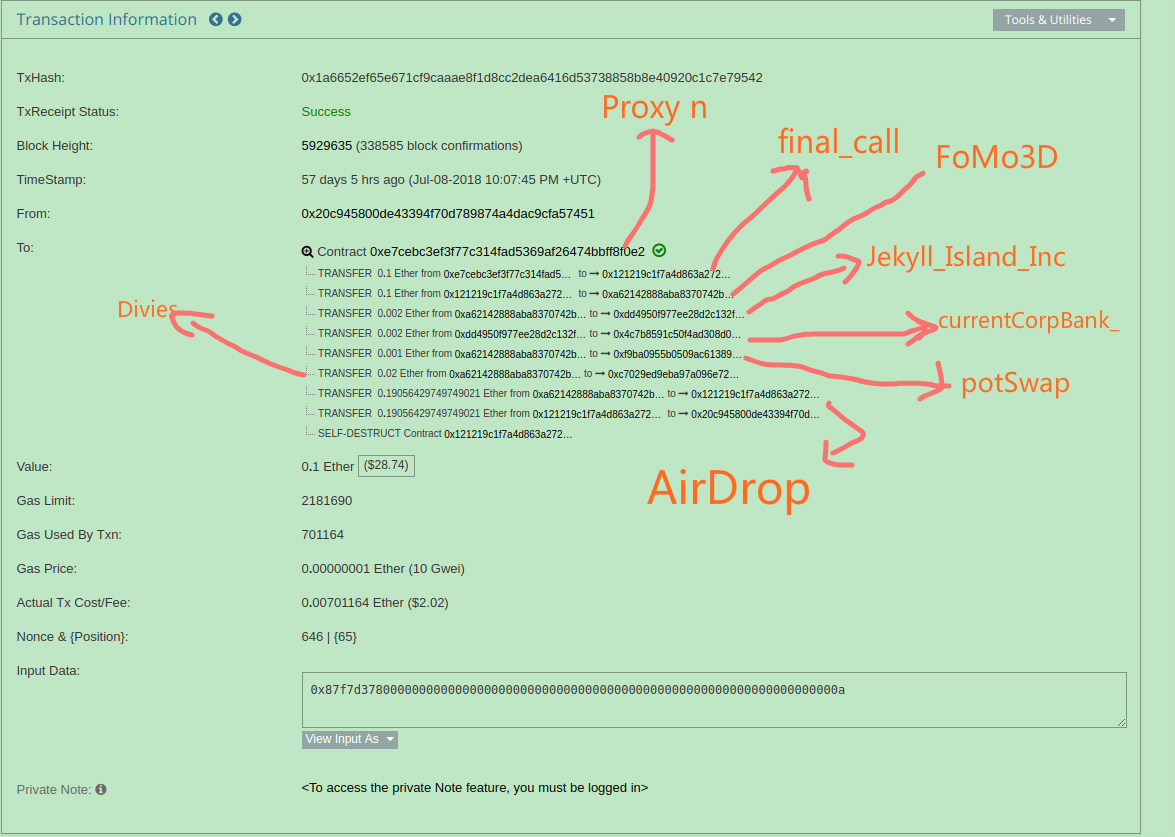 Transaction Information
Tools & Utilities
TxHash: 0x1a6652ef65e671cf9caaae8f1d8cc2dea6416d53738858b8e40920c1c7e79542
TxReceipt Status: Success
Proxy n
final_call
Block Height: 5929635 (338585 block confirmations)
FoMo3D
TimeStamp: 57 days 5 hrs ago (Jul-08-2018 10:07:45 PM +UTC)
From: 0x20c945800de43394f70d789874a4dac9cfa57451
To: Contract 0xe7cebc3ef3f77c314fad5369af26474bbff8f0e2
Jekyll_Island_Inc
TRANSFER 0.1 Ether from 0xe7cebc3ef3f77c314fad5... to → 0x121219c1f7a4d863a272...
TRANSFER 0.1 Ether from 0x121219c1f7a4d863a272... to → 0xa62142888aba8370742b...
Divies
TRANSFER 0.002 Ether from 0xa62142888aba8370742b... to → 0xdd4950f977ee28d2c132f...
currentCorpBank_
TRANSFER 0.002 Ether from 0xdd4950f977ee28d2c132f... to → 0x4c7b8591c50f4ad308d0...
TRANSFER 0.001 Ether from 0xa62142888aba8370742b... to → 0xf9ba0955b0509ac61389...
TRANSFER 0.02 Ether from 0xa62142888aba8370742b... to → 0xc7029ed9eba97a096e72...
potSwap
TRANSFER 0.19056429749749021 Ether from 0xa62142888aba8370742b... to → 0x121219c1f7a4d863a272...
TRANSFER 0.19056429749749021 Ether from 0x121219c1f7a4d863a272... to → 0x20c945800de43394f70d...
SELF-DESTRUCT Contract 0x121219c1f7a4d863a272...
Value: 0.1 Ether ($28.74)
AirDrop
Gas Limit: 2181690
Gas Used By Txn: 701164
Gas Price: 0.00000001 Ether (10 Gwei)
Actual Tx Cost/Fee: 0.00701164 Ether ($2.02)
Nonce & {Position}: 646 | {65}
Input Data:
0x87f7d378000000000000000000000000000000000000000000000000000000000000000a
View Input As
Private Note: <To access the private Note feature, you must be logged in>